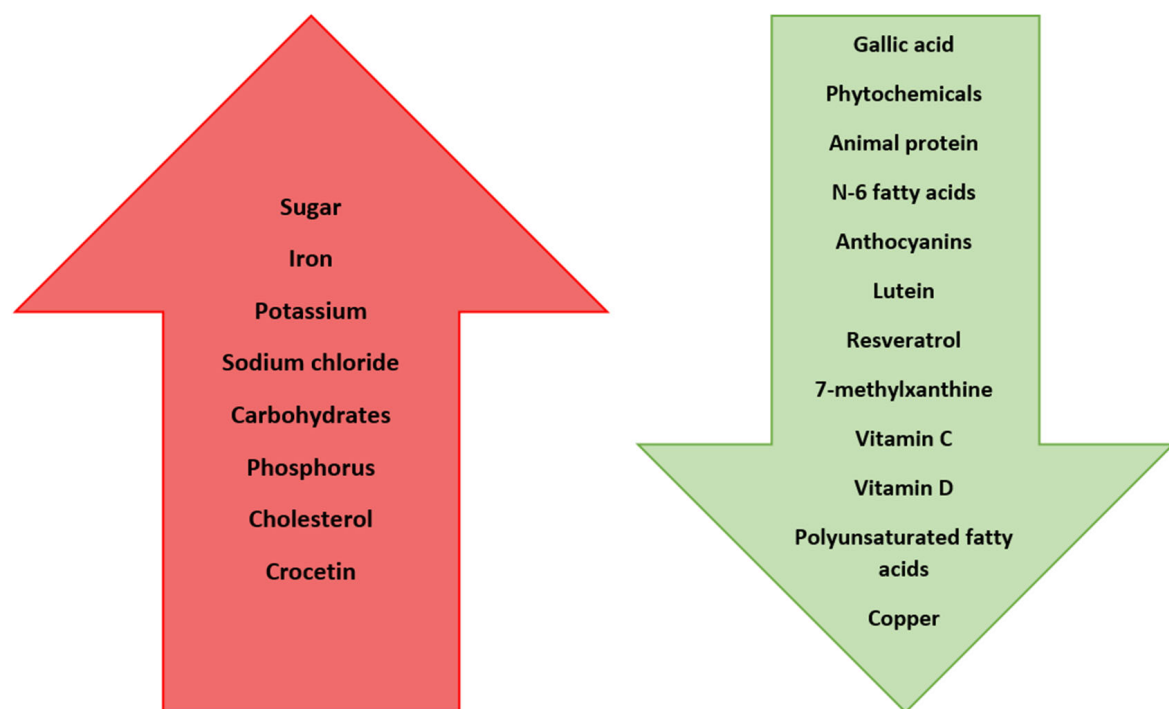 Sugar
Iron
Potassium
Sodium chloride
Carbohydrates
Phosphorus
Cholesterol
Crocetin
Gallic acid
Phytochemicals
Animal protein
N-6 fatty acids
Anthocyanins
Lutein
Resveratrol
7-methylxanthine
Vitamin C
Vitamin D
Polyunsaturated fatty
acids
Copper